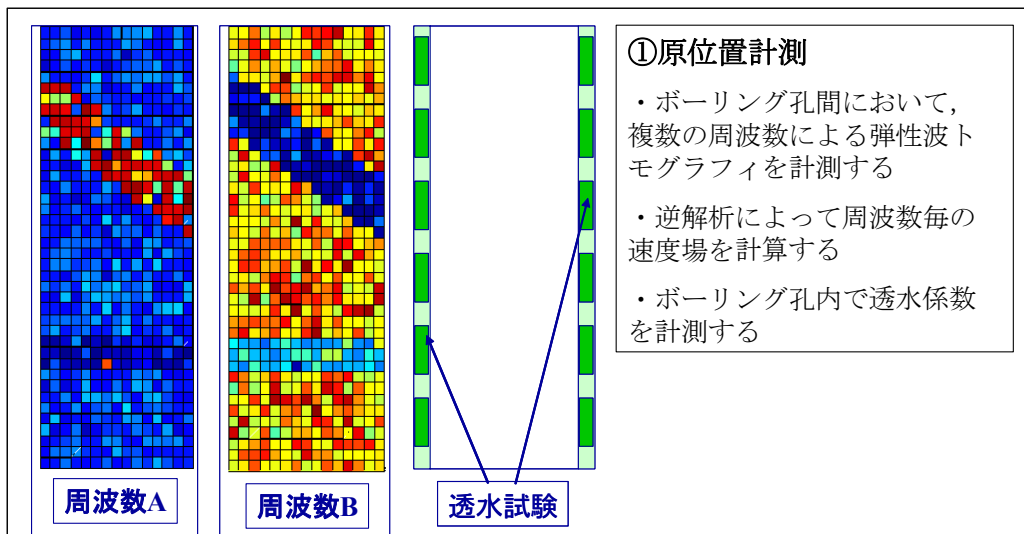 ①原位置計測
・ボーリング孔間において,
複数の周波数による弾性波ト
モグラフィを計測する
・逆解析によって周波数毎の
速度場を計算する
・ボーリング孔内で透水係数
を計測する
周波数A
周波数B
透水試験